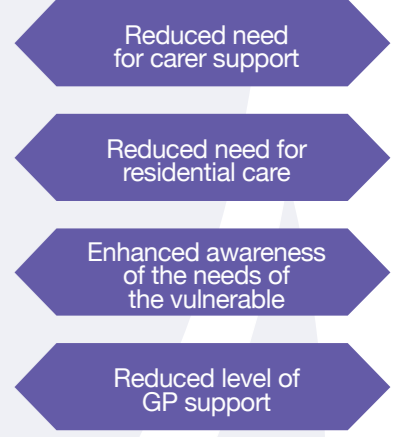 Reduced need
for carer support
Reduced need for
residential care
Enhanced awareness
of the needs of
the vulnerable
Reduced level of
GP support